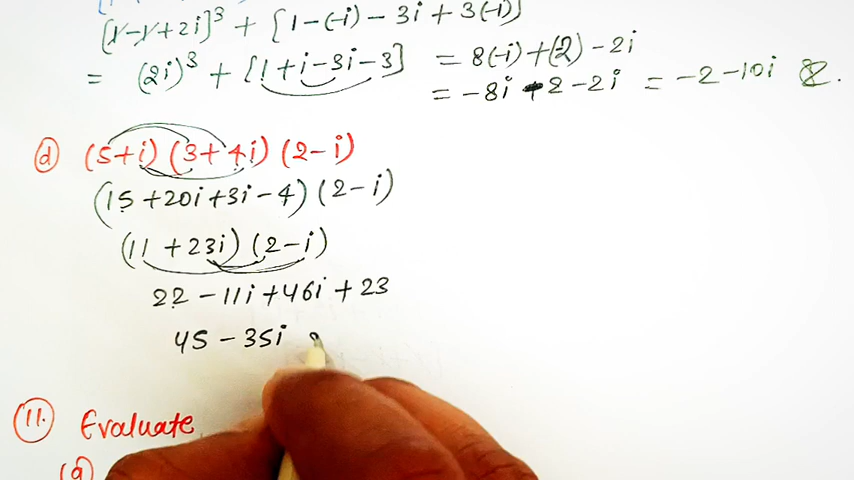 [1-1+2i]³ + [1-(-i) - 3i + 3(-i)]
= (2i)³ + [1+i-3i-3] = 8(-i)+(2) -2i
= -8i +2 -2i = -2-10i
(d) (5+i) (3+4i) (2-i)
(15 +20i +3i -4) (2-i)
(11 +23i) (2-i)
22 -11i +46i +23
45 - 35i
(11.) Evaluate
(a)